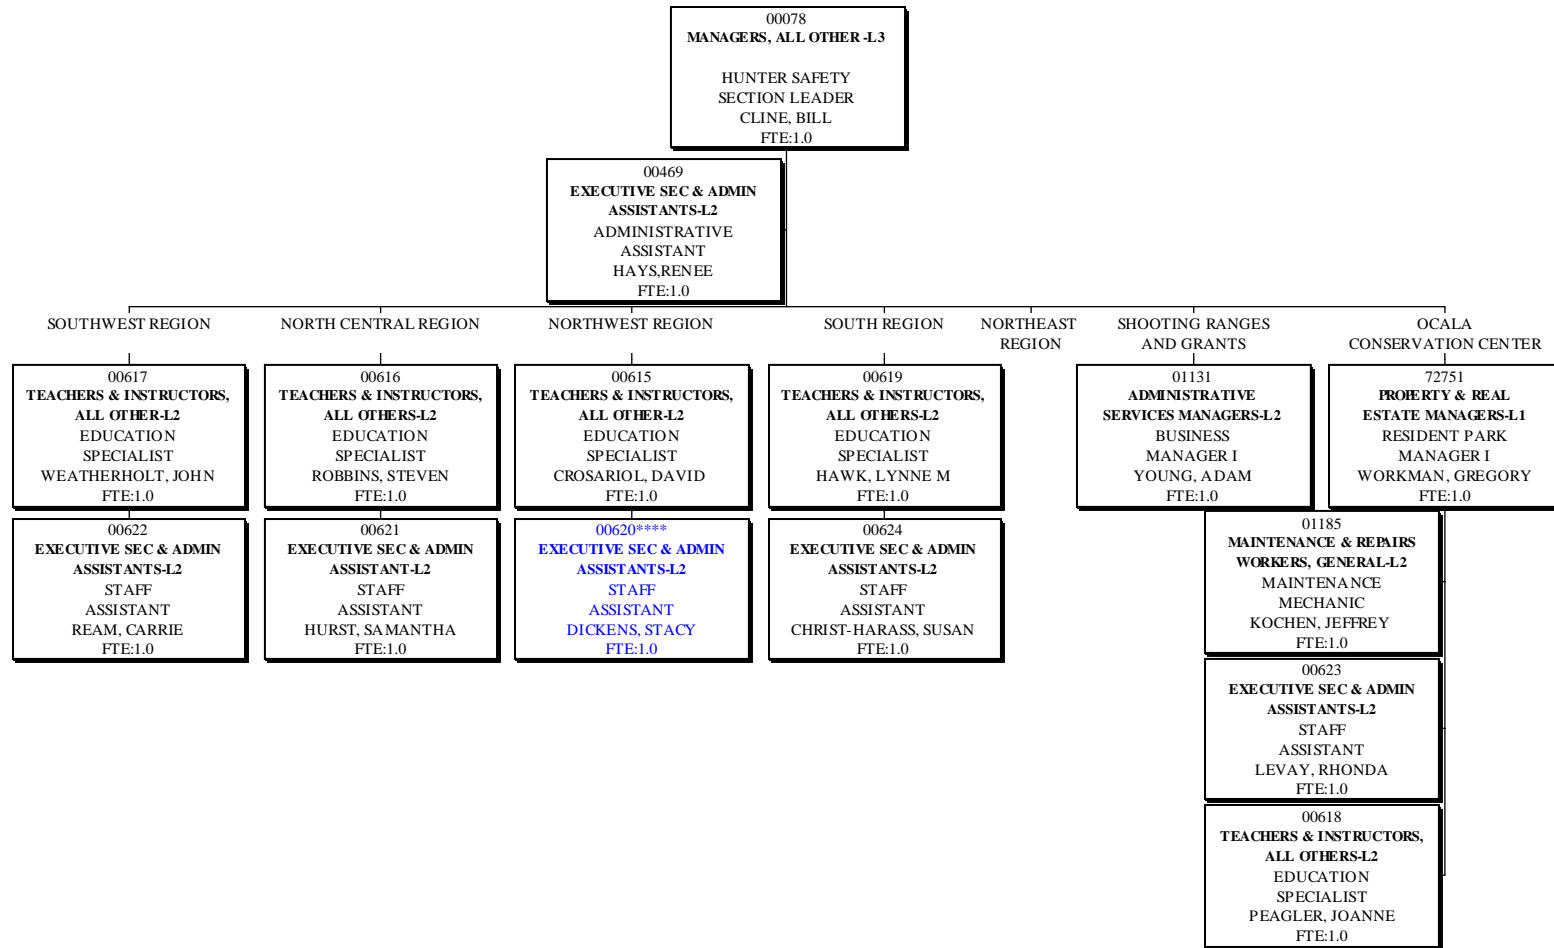 00078
MANAGERS, ALL OTHER -L3
HUNTER SAFETY
SECTION LEADER
CLINE, BILL
FTE:1.0
00469
EXECUTIVE SEC & ADMIN
ASSISTANTS-L2
ADMINISTRATIVE
ASSISTANT
HAYS,RENEE
FTE:1.0
SOUTHWEST REGION
00617
TEACHERS & INSTRUCTORS,
ALL OTHER-L2
EDUCATION
SPECIALIST
WEATHERHOLT, JOHN
FTE:1.0
00622
EXECUTIVE SEC & ADMIN
ASSISTANTS-L2
STAFF
ASSISTANT
REAM, CARRIE
FTE:1.0
NORTH CENTRAL REGION
00616
TEACHERS & INSTRUCTORS,
ALL OTHERS-L2
EDUCATION
SPECIALIST
ROBBINS, STEVEN
FTE:1.0
00621
EXECUTIVE SEC & ADMIN
ASSISTANT-L2
STAFF
ASSISTANT
HURST, SAMANTHA
FTE:1.0
NORTHWEST REGION
00615
TEACHERS & INSTRUCTORS,
ALL OTHER-L2
EDUCATION
SPECIALIST
CROSARIOL, DAVID
FTE:1.0
00620****
EXECUTIVE SEC & ADMIN
ASSISTANTS-L2
STAFF
ASSISTANT
DICKENS, STACY
FTE:1.0
SOUTH REGION
00619
TEACHERS & INSTRUCTORS,
ALL OTHERS-L2
EDUCATION
SPECIALIST
HAWK, LYNNE M
FTE:1.0
00624
EXECUTIVE SEC & ADMIN
ASSISTANTS-L2
STAFF
ASSISTANT
CHRIST-HARASS, SUSAN
FTE:1.0
NORTHEAST
REGION
SHOOTING RANGES
AND GRANTS
01131
ADMINISTRATIVE
SERVICES MANAGERS-L2
BUSINESS
MANAGER I
YOUNG, ADAM
FTE:1.0
OCALA
CONSERVATION CENTER
72751
PROPERTY & REAL
ESTATE MANAGERS-L1
RESIDENT PARK
MANAGER I
WORKMAN, GREGORY
FTE:1.0
01185
MAINTENANCE & REPAIRS
WORKERS, GENERAL-L2
MAINTENANCE
MECHANIC
KOCHEN, JEFFREY
FTE:1.0
00623
EXECUTIVE SEC & ADMIN
ASSISTANTS-L2
STAFF
ASSISTANT
LEVAY, RHONDA
FTE:1.0
00618
TEACHERS & INSTRUCTORS,
ALL OTHERS-L2
EDUCATION
SPECIALIST
PEAGLER, JOANNE
FTE:1.0